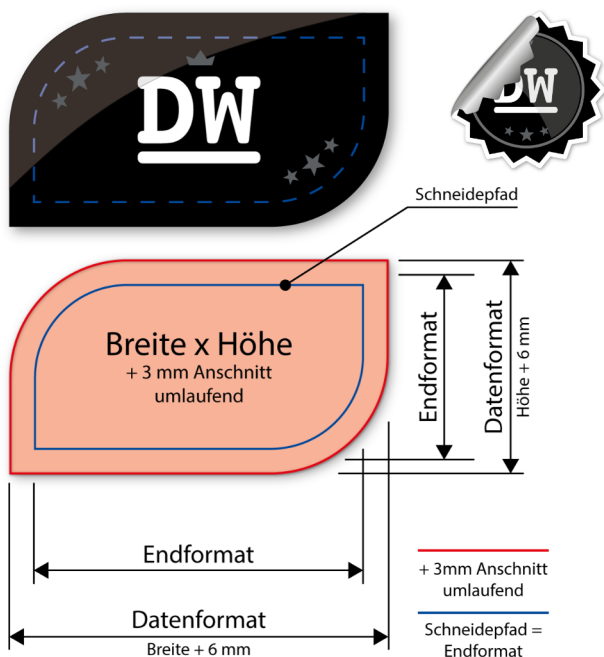 DW
DW
Schneidepfad
Breite x Höhe
+ 3 mm Anschnitt
umlaufend
Endformat
Datenformat
Höhe + 6 mm
Endformat
Datenformat
Breite + 6 mm
+ 3mm Anschnitt
umlaufend
Schneidepfad =
Endformat